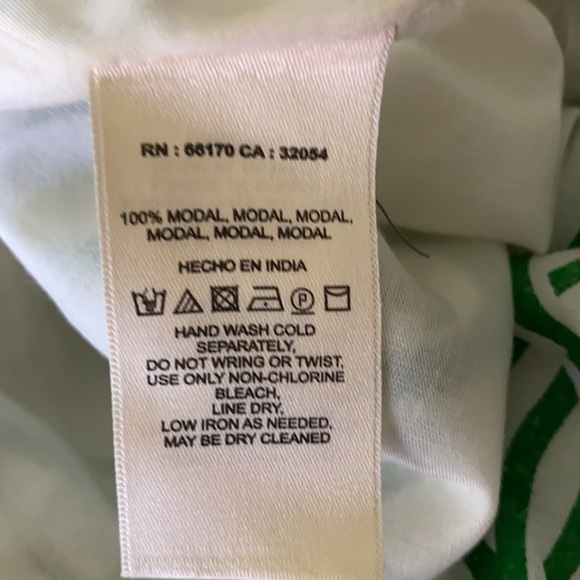 RN : 66170 CA : 32054
100% MODAL, MODAL, MODAL,
MODAL, MODAL, MODAL
HECHO EN INDIA
P
HAND WASH COLD
SEPARATELY,
DO NOT WRING OR TWIST,
USE ONLY NON-CHLORINE
BLEACH,
LINE DRY,
LOW IRON AS NEEDED,
MAY BE DRY CLEANED